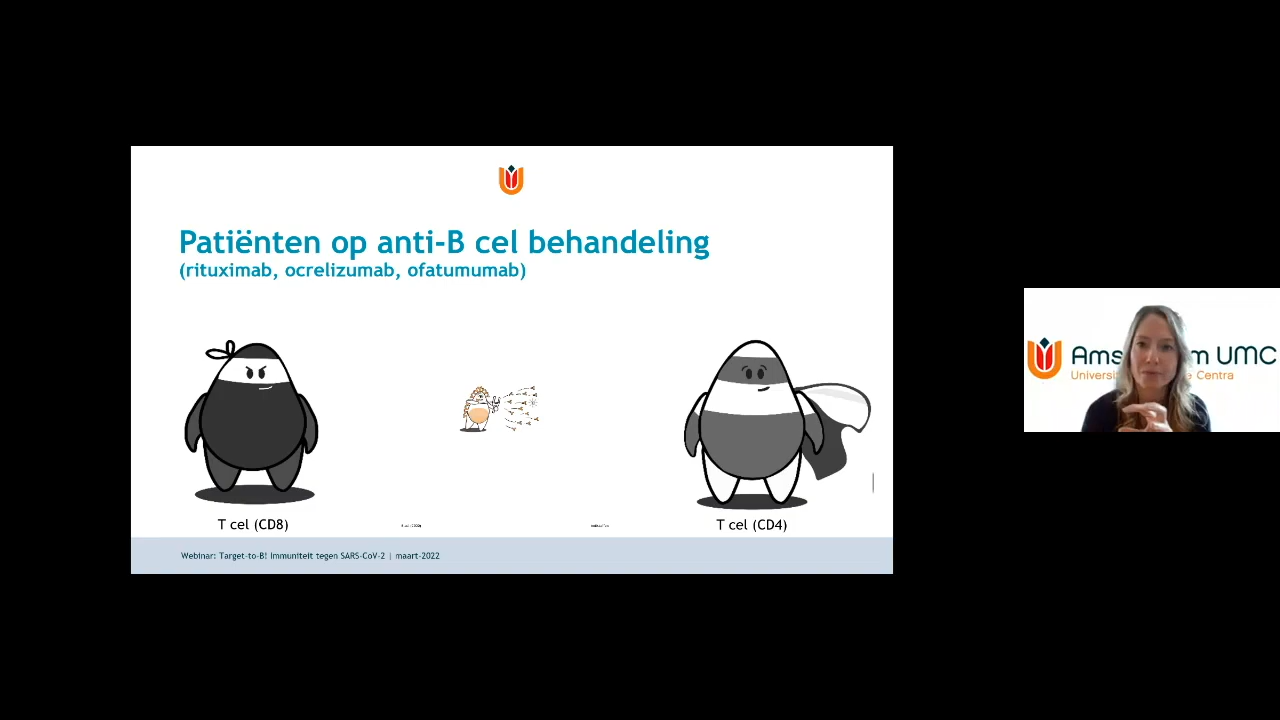 Patiënten op anti-B cel behandeling
(rituximab, ocrelizumab, ofatumumab)
T cel (CD8)
T cel (CD4)
Webinar: Target-to-B! Immuniteit tegen SARS-CoV-2 | maart-2022
UMC
Centra